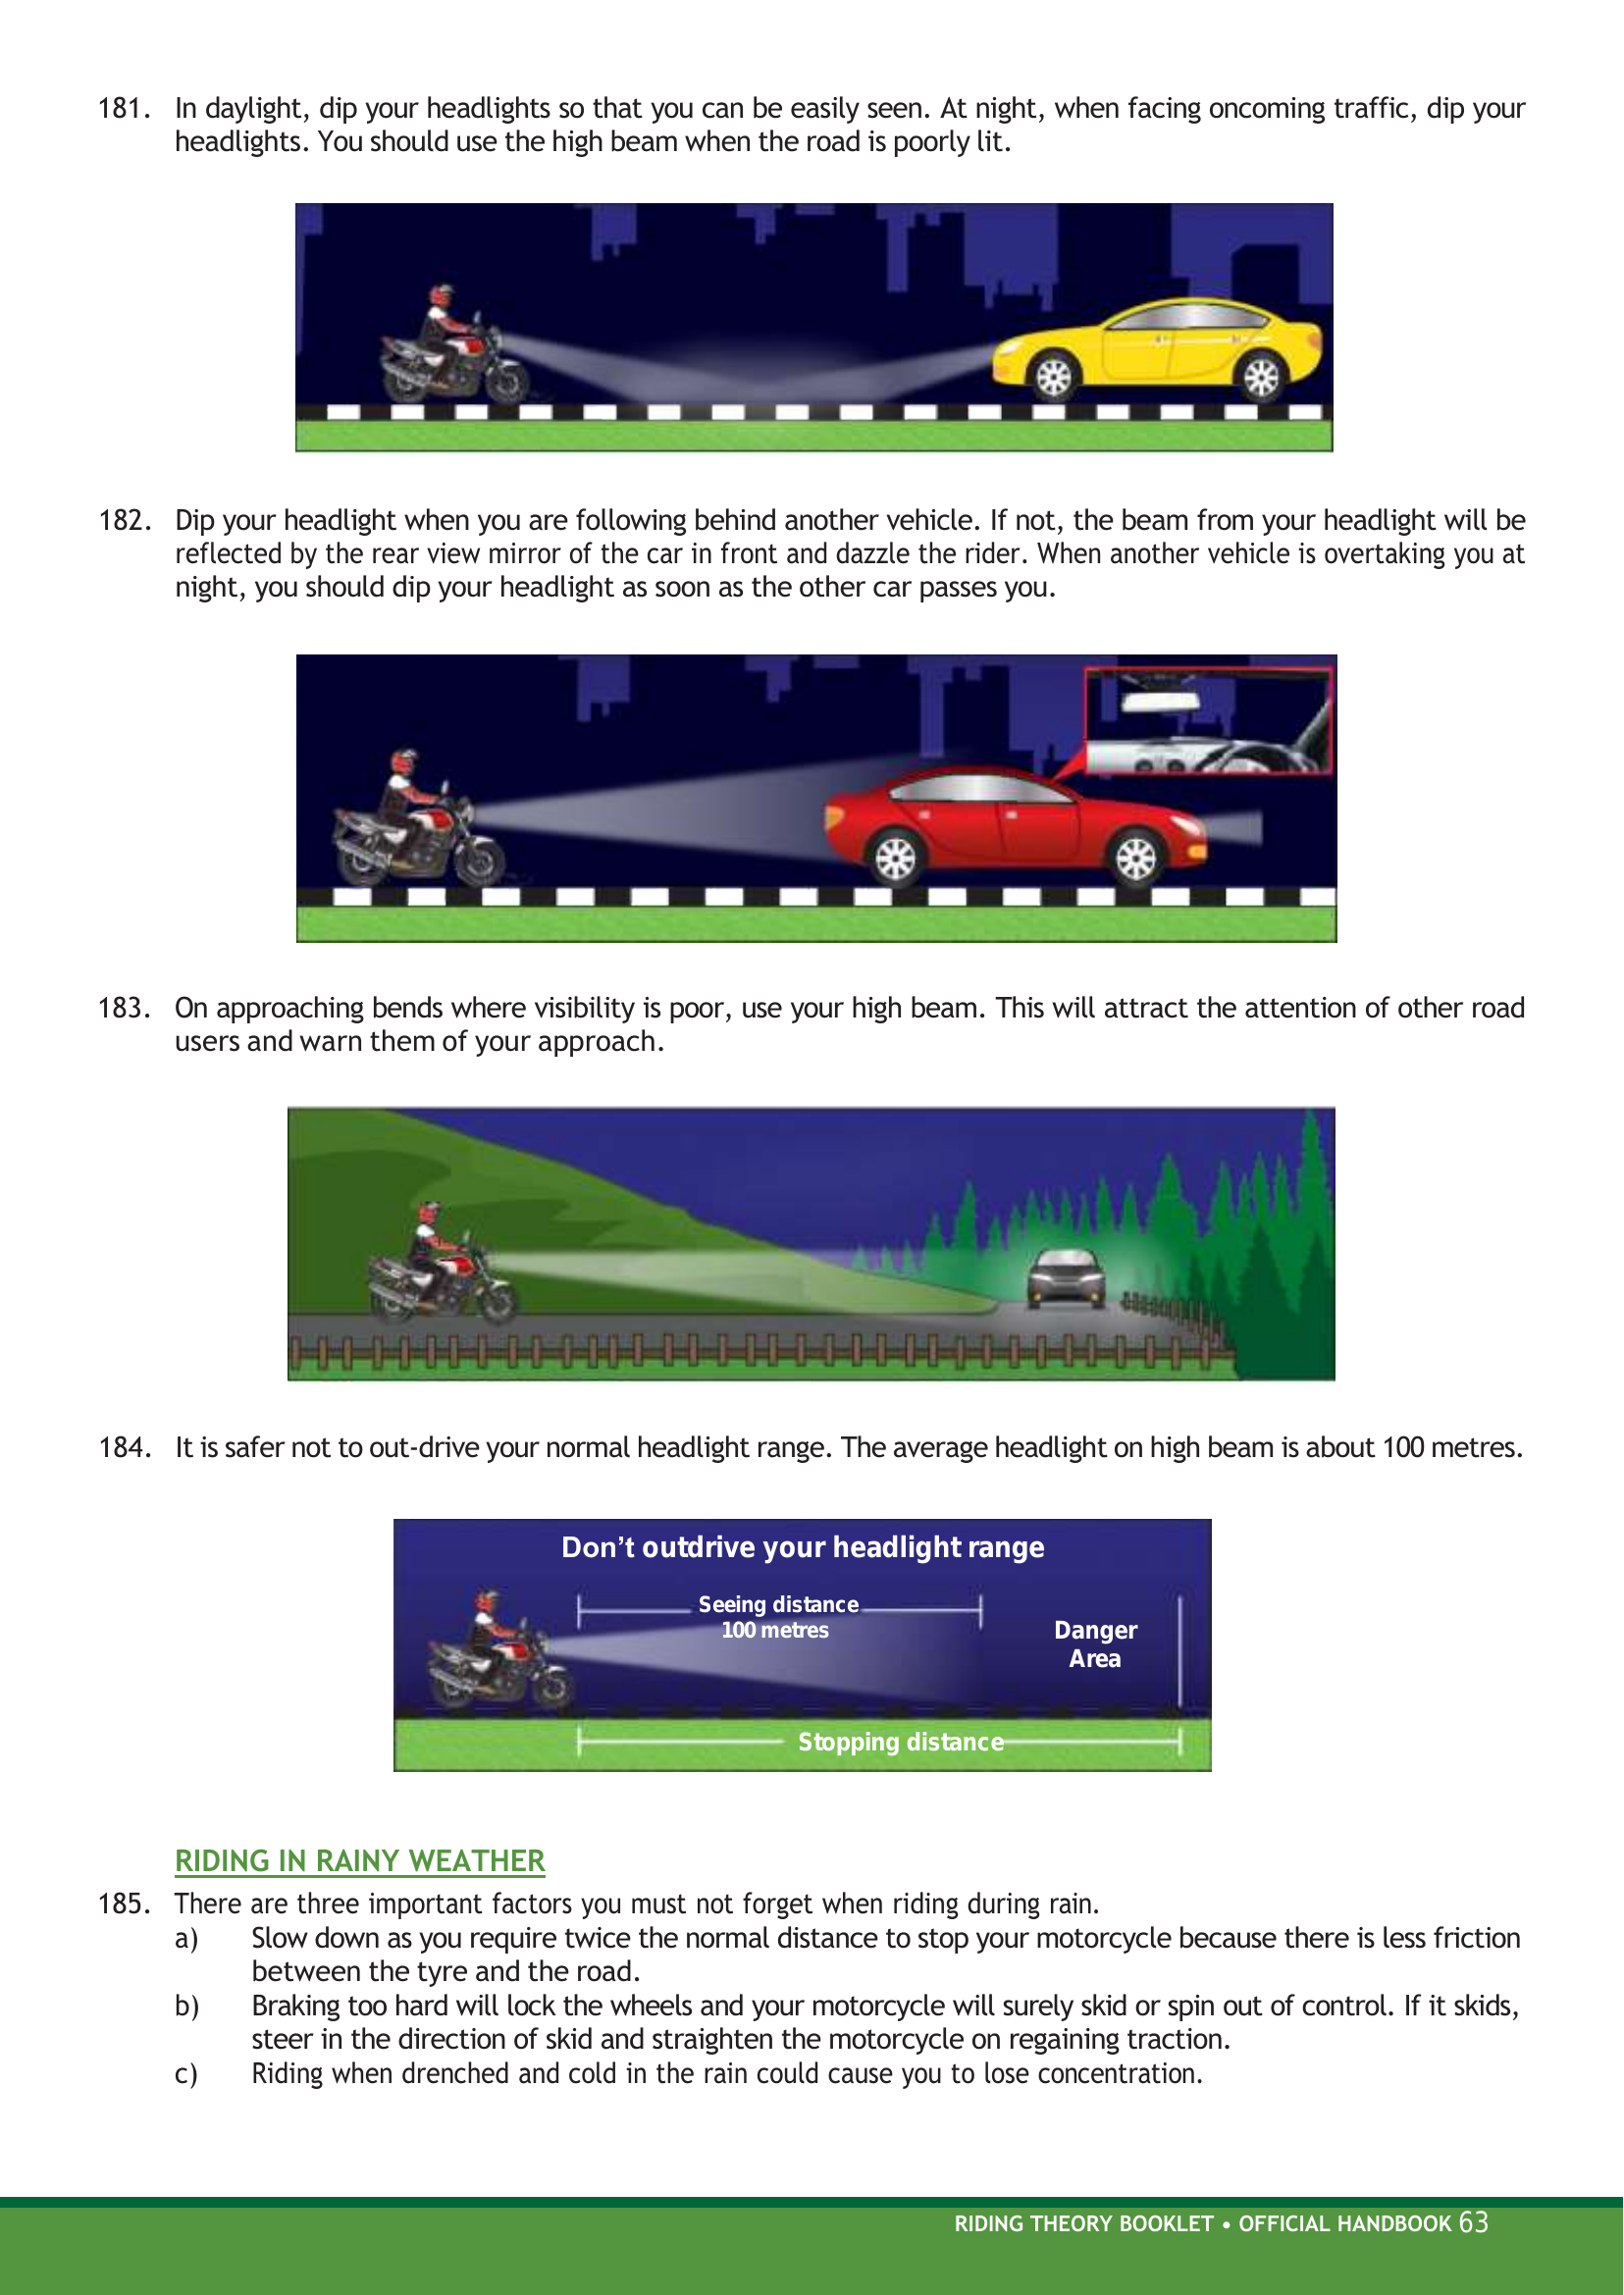 181. In daylight, dip your headlights so that you can be easily seen. At night, when facing oncoming traffic, dip your
headlights. You should use the high beam when the road is poorly lit.
182. Dip your headlight when you are following behind another vehicle. If not, the beam from your headlight will be
reflected by the rear view mirror of the car in front and dazzle the rider. When another vehicle is overtaking you at
night, you should dip your headlight as soon as the other car passes you.
183. On approaching bends where visibility is poor, use your high beam. This will attract the attention of other road
users and warn them of your approach.
184. It is safer not to out-drive your normal headlight range. The average headlight on high beam is about 100 metres.
Don't outdrive your headlight range
Seeing distance
100 metres
Danger
Area
Stopping distance
RIDING IN RAINY WEATHER
185. There are three important factors you must not forget when riding during rain.
a) Slow down as you require twice the normal distance to stop your motorcycle because there is less friction
between the tyre and the road.
b) Braking too hard will lock the wheels and your motorcycle will surely skid or spin out of control. If it skids,
steer in the direction of skid and straighten the motorcycle on regaining traction.
c) Riding when drenched and cold in the rain could cause you to lose concentration.
RIDING THEORY BOOKLET • OFFICIAL HANDBOOK 63